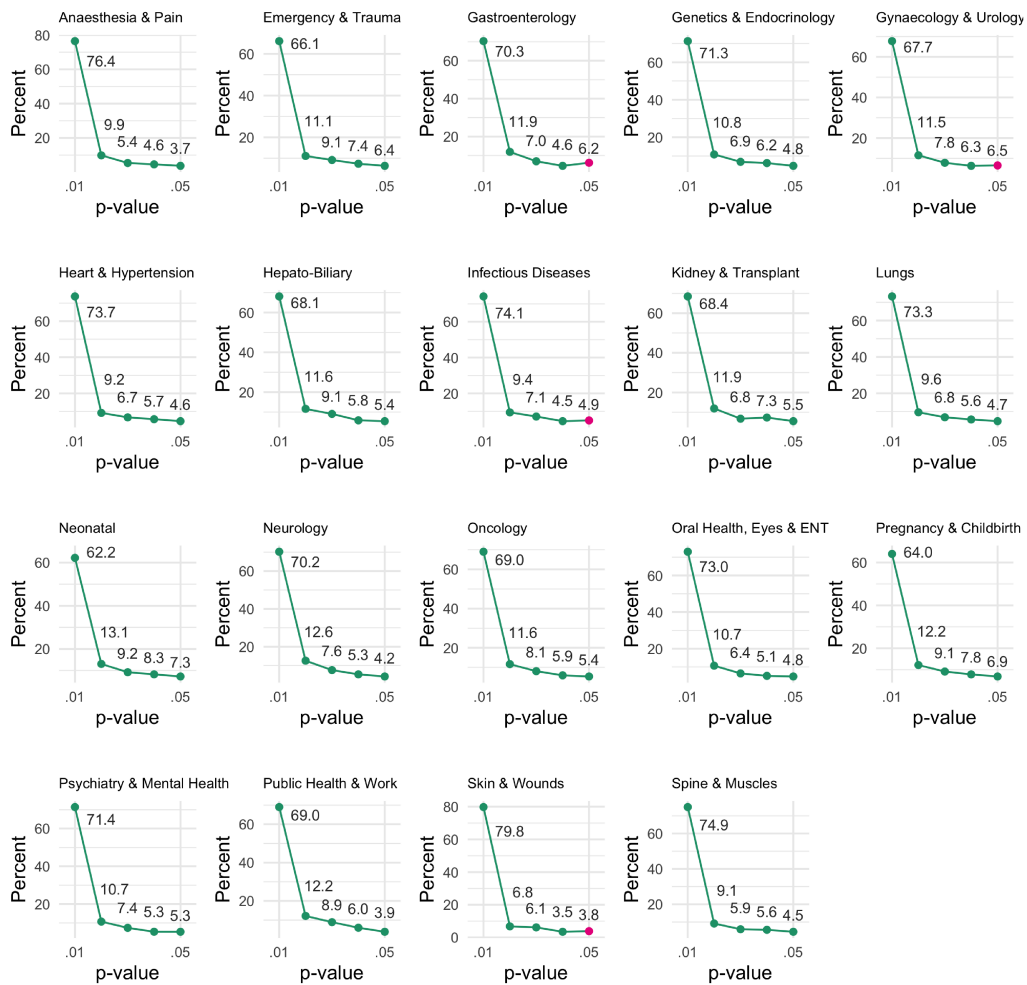 Anaesthesia & Pain
Percent
80
60
40
20
76.4
9.9
5.4 4.6 3.7
.01 .05
p-value
Emergency & Trauma
Percent
60
40
20
66.1
11.1
9.1 7.4 6.4
.01 .05
p-value
Gastroenterology
Percent
60
40
20
70.3
11.9
7.0 4.6 6.2
.01 .05
p-value
Genetics & Endocrinology
Percent
60
40
20
71.3
10.8
6.9 6.2 4.8
.01 .05
p-value
Gynaecology & Urology
Percent
60
40
20
67.7
11.5
7.8 6.3 6.5
.01 .05
p-value
Heart & Hypertension
Percent
60
40
20
73.7
9.2
6.7 5.7 4.6
.01 .05
p-value
Hepato-Biliary
Percent
60
40
20
68.1
11.6
9.1 5.8 5.4
.01 .05
p-value
Infectious Diseases
Percent
60
40
20
74.1
9.4
7.1 4.5 4.9
.01 .05
p-value
Kidney & Transplant
Percent
60
40
20
68.4
11.9
6.8 7.3 5.5
.01 .05
p-value
Lungs
Percent
60
40
20
73.3
9.6
6.8 5.6 4.7
.01 .05
p-value
Neonatal
Percent
60
40
20
62.2
13.1
9.2 8.3 7.3
.01 .05
p-value
Neurology
Percent
60
40
20
70.2
12.6
7.6 5.3 4.2
.01 .05
p-value
Oncology
Percent
60
40
20
69.0
11.6
8.1 5.9 5.4
.01 .05
p-value
Oral Health, Eyes & ENT
Percent
60
40
20
73.0
10.7
6.4 5.1 4.8
.01 .05
p-value
Pregnancy & Childbirth
Percent
60
40
20
64.0
12.2
9.1 7.8 6.9
.01 .05
p-value
Psychiatry & Mental Health
Percent
60
40
20
71.4
10.7
7.4 5.3 5.3
.01 .05
p-value
Public Health & Work
Percent
60
40
20
69.0
12.2
8.9 6.0 3.9
.01 .05
p-value
Skin & Wounds
Percent
80
60
40
20
0
79.8
6.8
6.1 3.5 3.8
.01 .05
p-value
Spine & Muscles
Percent
60
40
20
74.9
9.1
5.9 5.6 4.5
.01 .05
p-value